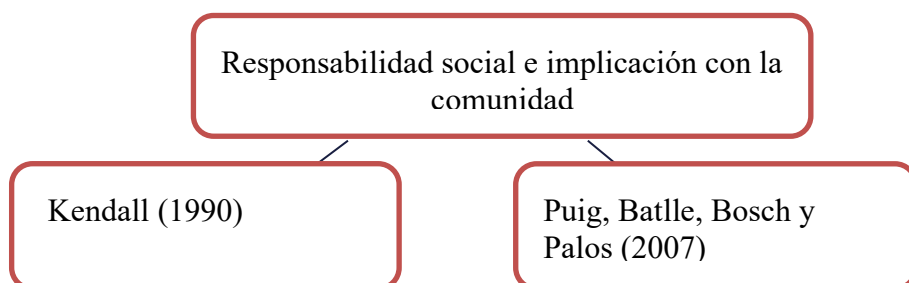 Responsabilidad social e implicación con la
comunidad
Kendall (1990)
Puig, Batlle, Bosch y
Palos (2007)